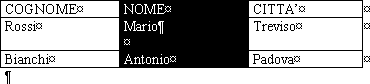 COGNOME¤ NOME¤ CITTA’¤ ¤
Rossi¤ Mario¶ Treviso¤ ¤
¤
Bianchi¤ Antonio¤ Padova¤ ¤
¶